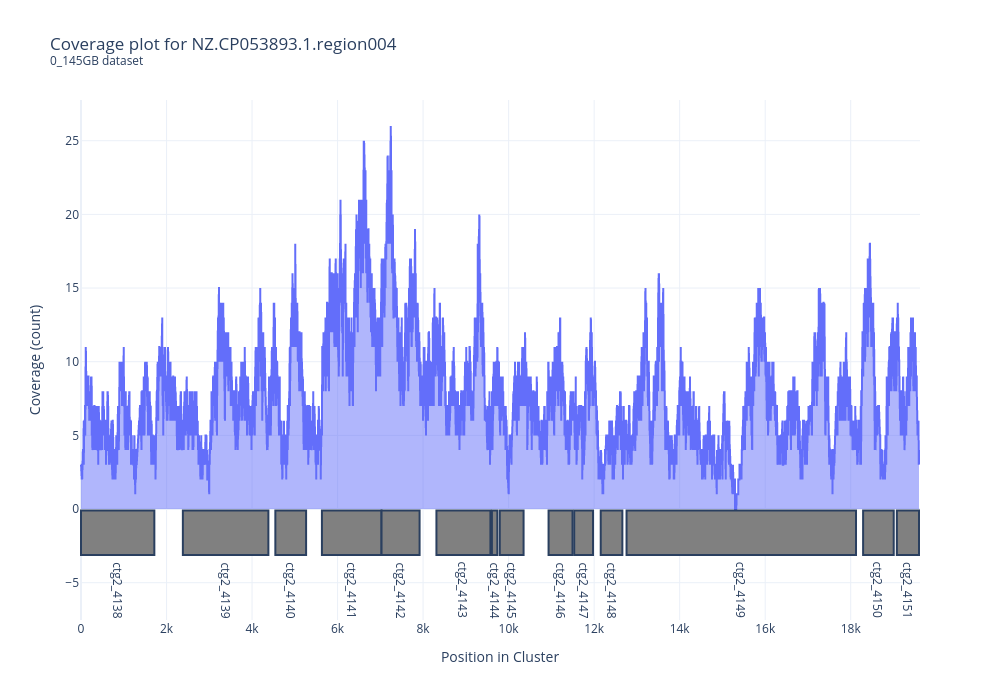 Coverage plot for NZ.CP053893.1.region004
0_145GB dataset
Coverage (count)
25
20
15
10
5
0
−5
ctg2_4138
ctg2_4139
ctg2_4140
ctg2_4141
ctg2_4142
ctg2_4143
ctg2_4144
ctg2_4145
ctg2_4146
ctg2_4147
ctg2_4148
ctg2_4149
ctg2_4150
ctg2_4151
0
2k
4k
6k
8k
10k
12k
14k
16k
18k
Position in Cluster